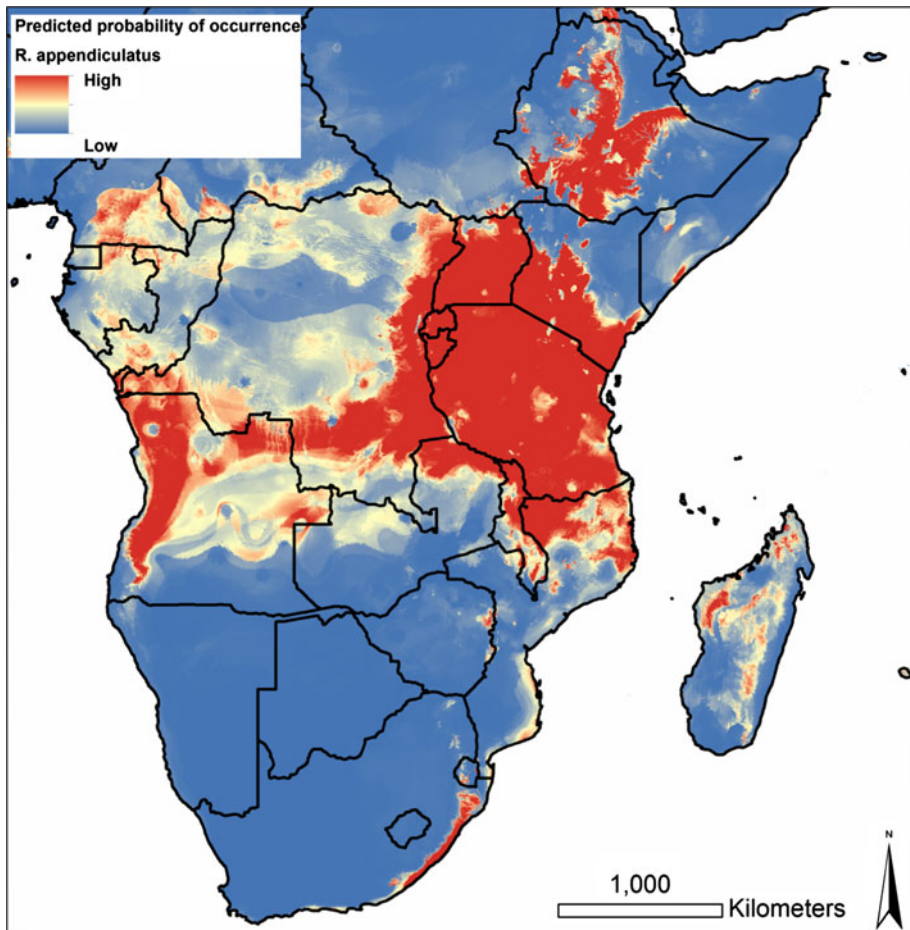 Predicted probability of occurrence
R. appendiculatus
High
Low
N
1,000
Kilometers